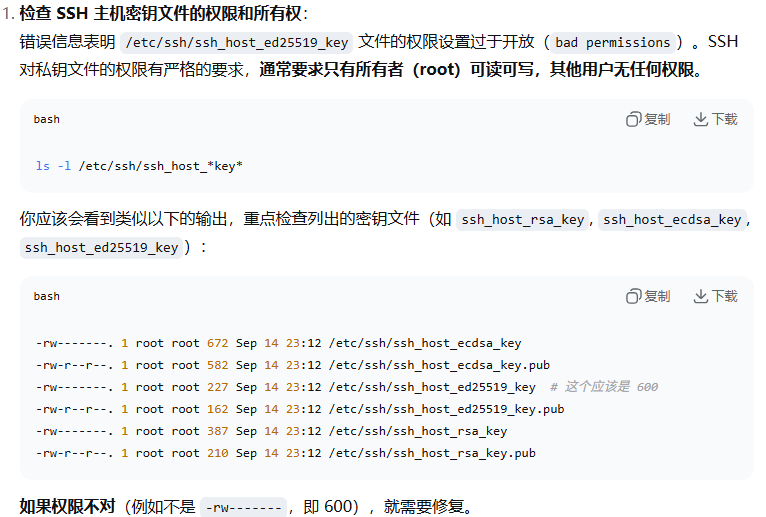 1. 检查 SSH 主机密钥文件的权限和所有权：
错误信息表明 /etc/ssh/ssh_host_ed25519_key 文件的权限设置过于开放（bad permissions）。SSH
对私钥文件的权限有严格的要求，通常要求只有所有者（root）可读可写，其他用户无任何权限。
bash 复制 下载
ls -l /etc/ssh/ssh_host_*key*
你应该会看到类似以下的输出，重点检查列出的密钥文件（如 ssh_host_rsa_key, ssh_host_ecdsa_key,
ssh_host_ed25519_key）：
bash 复制 下载
-rw-------. 1 root root 672 Sep 14 23:12 /etc/ssh/ssh_host_ecdsa_key
-rw-r--r--. 1 root root 582 Sep 14 23:12 /etc/ssh/ssh_host_ecdsa_key.pub
-rw-------. 1 root root 227 Sep 14 23:12 /etc/ssh/ssh_host_ed25519_key  # 这个应该是 600
-rw-r--r--. 1 root root 162 Sep 14 23:12 /etc/ssh/ssh_host_ed25519_key.pub
-rw-------. 1 root root 387 Sep 14 23:12 /etc/ssh/ssh_host_rsa_key
-rw-r--r--. 1 root root 210 Sep 14 23:12 /etc/ssh/ssh_host_rsa_key.pub
如果权限不对（例如不是 -rw-------，即 600），就需要修复。